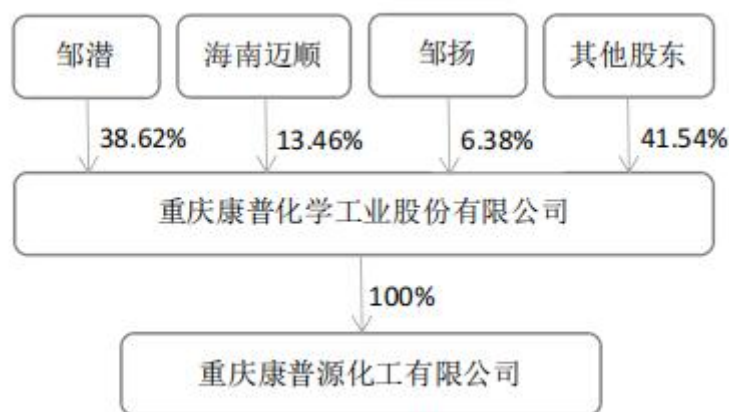 邹潜
海南迈顺
邹扬
其他股东
38.62%
13.46%
6.38%
41.54%
重庆康普化学工业股份有限公司
100%
重庆康普源化工有限公司